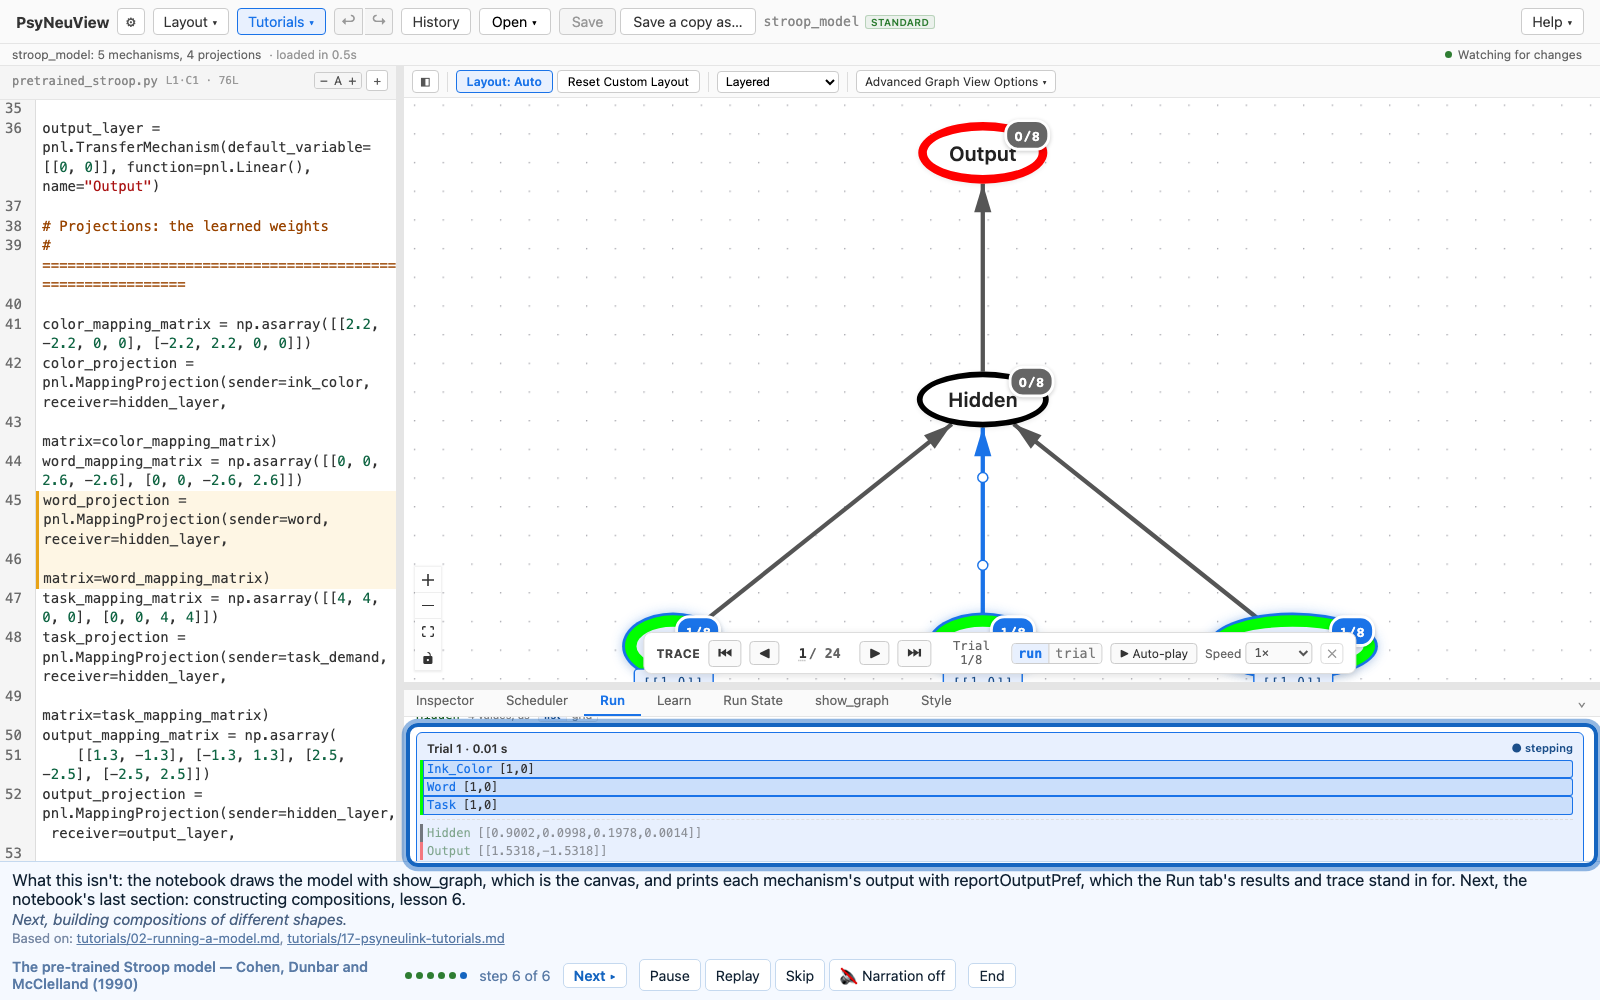 PsyNeuView
⚙
Layout ▾
Tutorials ▾
↩
↪
History
Open ▾
Save
Save a copy as...
stroop_model
STANDARD
Help ▾
stroop_model: 5 mechanisms, 4 projections · loaded in 0.5s
Watching for changes
pretrained_stroop.py L1·C1 · 76L
− A +
+
Layout: Auto
Reset Custom Layout
Layered
Advanced Graph View Options ▾
35
36 output_layer =
pnl.TransferMechanism(default_variable=
[[0, 0]], function=pnl.Linear(),
name="Output")
37
38 # Projections: the learned weights
39 #
==========================================
=================
40
41 color_mapping_matrix = np.asarray([[2.2,
-2.2, 0, 0], [-2.2, 2.2, 0, 0]])
42 color_projection =
pnl.MappingProjection(sender=ink_color,
receiver=hidden_layer,
43
matrix=color_mapping_matrix)
44 word_mapping_matrix = np.asarray([[0, 0,
2.6, -2.6], [0, 0, -2.6, 2.6]])
45 word_projection =
pnl.MappingProjection(sender=word,
receiver=hidden_layer,
46
matrix=word_mapping_matrix)
47 task_mapping_matrix = np.asarray([[4, 4,
0, 0], [0, 0, 4, 4]])
48 task_projection =
pnl.MappingProjection(sender=task_demand,
receiver=hidden_layer,
49
matrix=task_mapping_matrix)
50 output_mapping_matrix = np.asarray(
51 [[1.3, -1.3], [-1.3, 1.3], [2.5,
-2.5], [-2.5, 2.5]])
52 output_projection =
pnl.MappingProjection(sender=hidden_layer,
receiver=output_layer,
53
Output
0/8
Hidden
0/8
1/8
1/8
1/8
TRACE
1 / 24
Trial
1/8
run trial
▶ Auto-play
Speed
1×
[[1 0]]
[[1 0]]
[[1 0]]
Inspector
Scheduler
Run
Learn
Run State
show_graph
Style
Trial 1 · 0.01 s
stepping
Ink_Color [1,0]
Word [1,0]
Task [1,0]
Hidden [[0.9002,0.0998,0.1978,0.0014]]
Output [[1.5318,-1.5318]]
What this isn't: the notebook draws the model with show_graph, which is the canvas, and prints each mechanism's output with reportOutputPref, which the Run tab's results and trace stand in for. Next, the
notebook's last section: constructing compositions, lesson 6.
Next, building compositions of different shapes.
Based on: tutorials/02-running-a-model.md, tutorials/17-psyneulink-tutorials.md
The pre-trained Stroop model — Cohen, Dunbar and
McClelland (1990)
step 6 of 6
Next ▸
Pause
Replay
Skip
Narration off
End